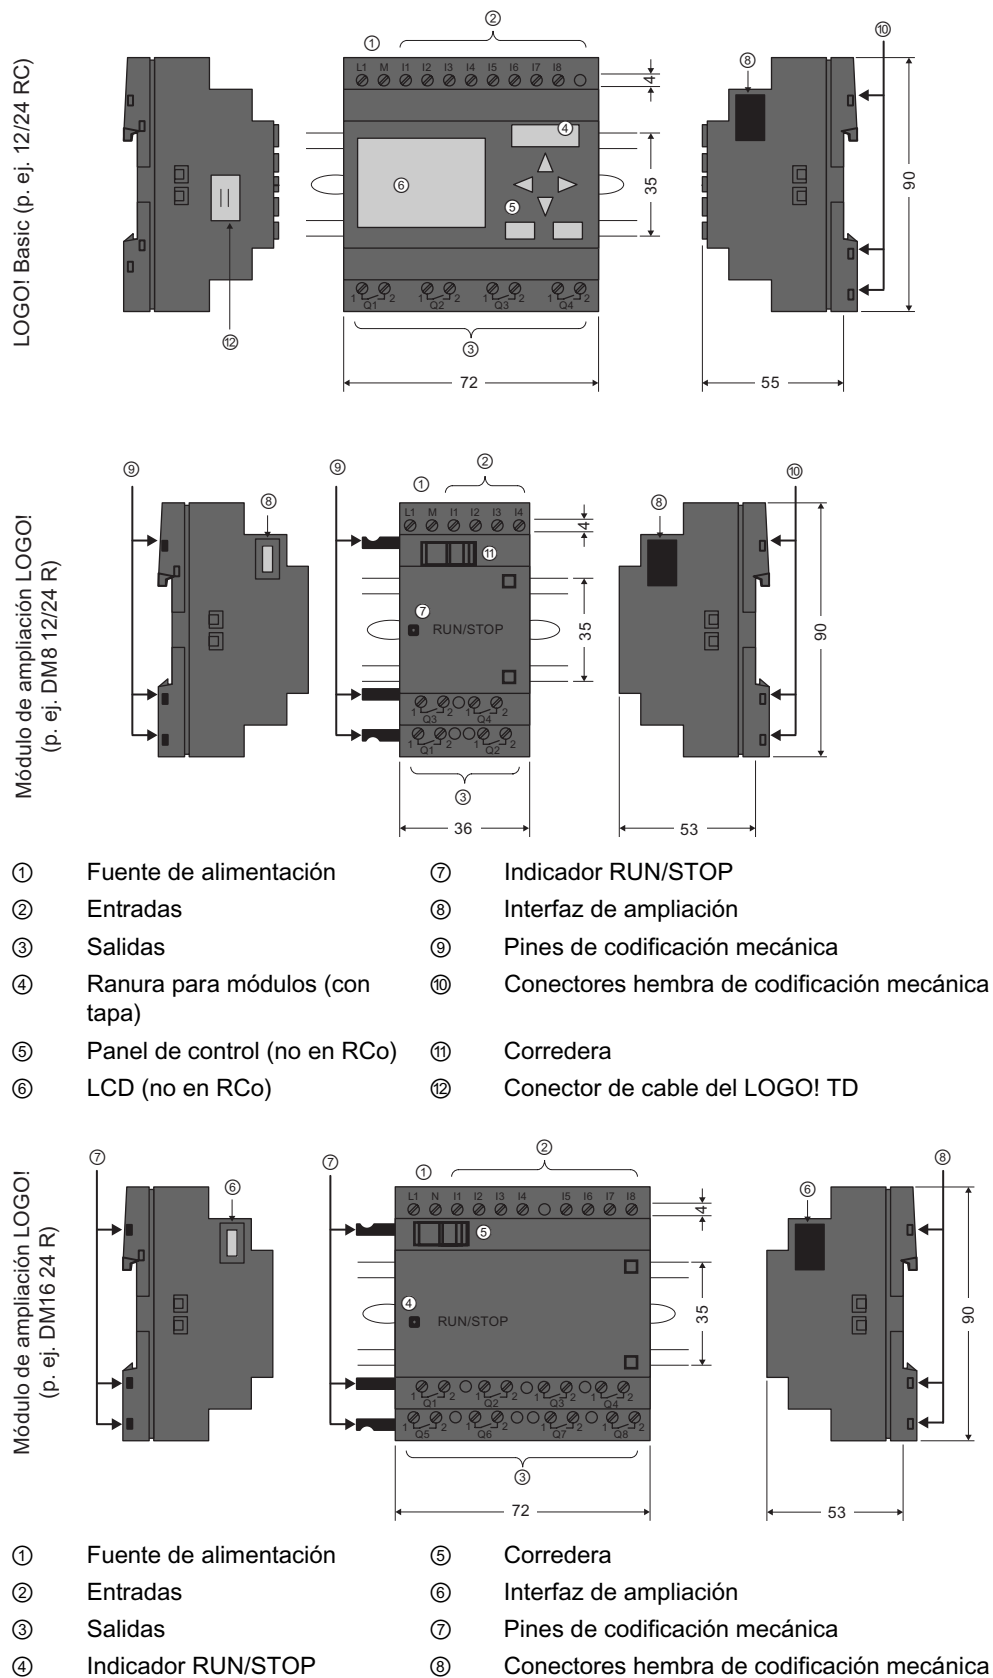 LOGO! Basic (p. ej. 12/24 RC)
① ② ⑧ ⑩
L1 M I1 I2 I3 I4 I5 I6 I7 I8
4
④
⑥
⑤
35
90
1 2 1 2 1 2 1 2
Q1 Q2 Q3 Q4
⑫
③
72
55
Módulo de ampliación LOGO!
(p. ej. DM8 12/24 R)
⑨ ⑧ ⑨ ① ② ⑧ ⑩
L1 M I1 I2 I3 I4
4
⑪
⑦
RUN/STOP
35
90
1 2 1 2
Q3 Q4
1 2 1 2
Q1 Q2
③
36
53
① Fuente de alimentación ⑦ Indicador RUN/STOP
② Entradas ⑧ Interfaz de ampliación
③ Salidas ⑨ Pines de codificación mecánica
④ Ranura para módulos (con ⑩ Conectores hembra de codificación mecánica
tapa)
⑤ Panel de control (no en RCo) ⑪ Corredera
⑥ LCD (no en RCo) ⑫ Conector de cable del LOGO! TD
Módulo de ampliación LOGO!
(p. ej. DM16 24 R)
⑦ ⑥ ⑦ ① ② ⑥ ⑧
L1 N I1 I2 I3 I4 I5 I6 I7 I8
4
⑤
④
RUN/STOP
35
90
1 2 1 2 1 2 1 2
Q1 Q2 Q3 Q4
1 2 1 2 1 2 1 2
Q5 Q6 Q7 Q8
③
72
53
① Fuente de alimentación ⑤ Corredera
② Entradas ⑥ Interfaz de ampliación
③ Salidas ⑦ Pines de codificación mecánica
④ Indicador RUN/STOP ⑧ Conectores hembra de codificación mecánica